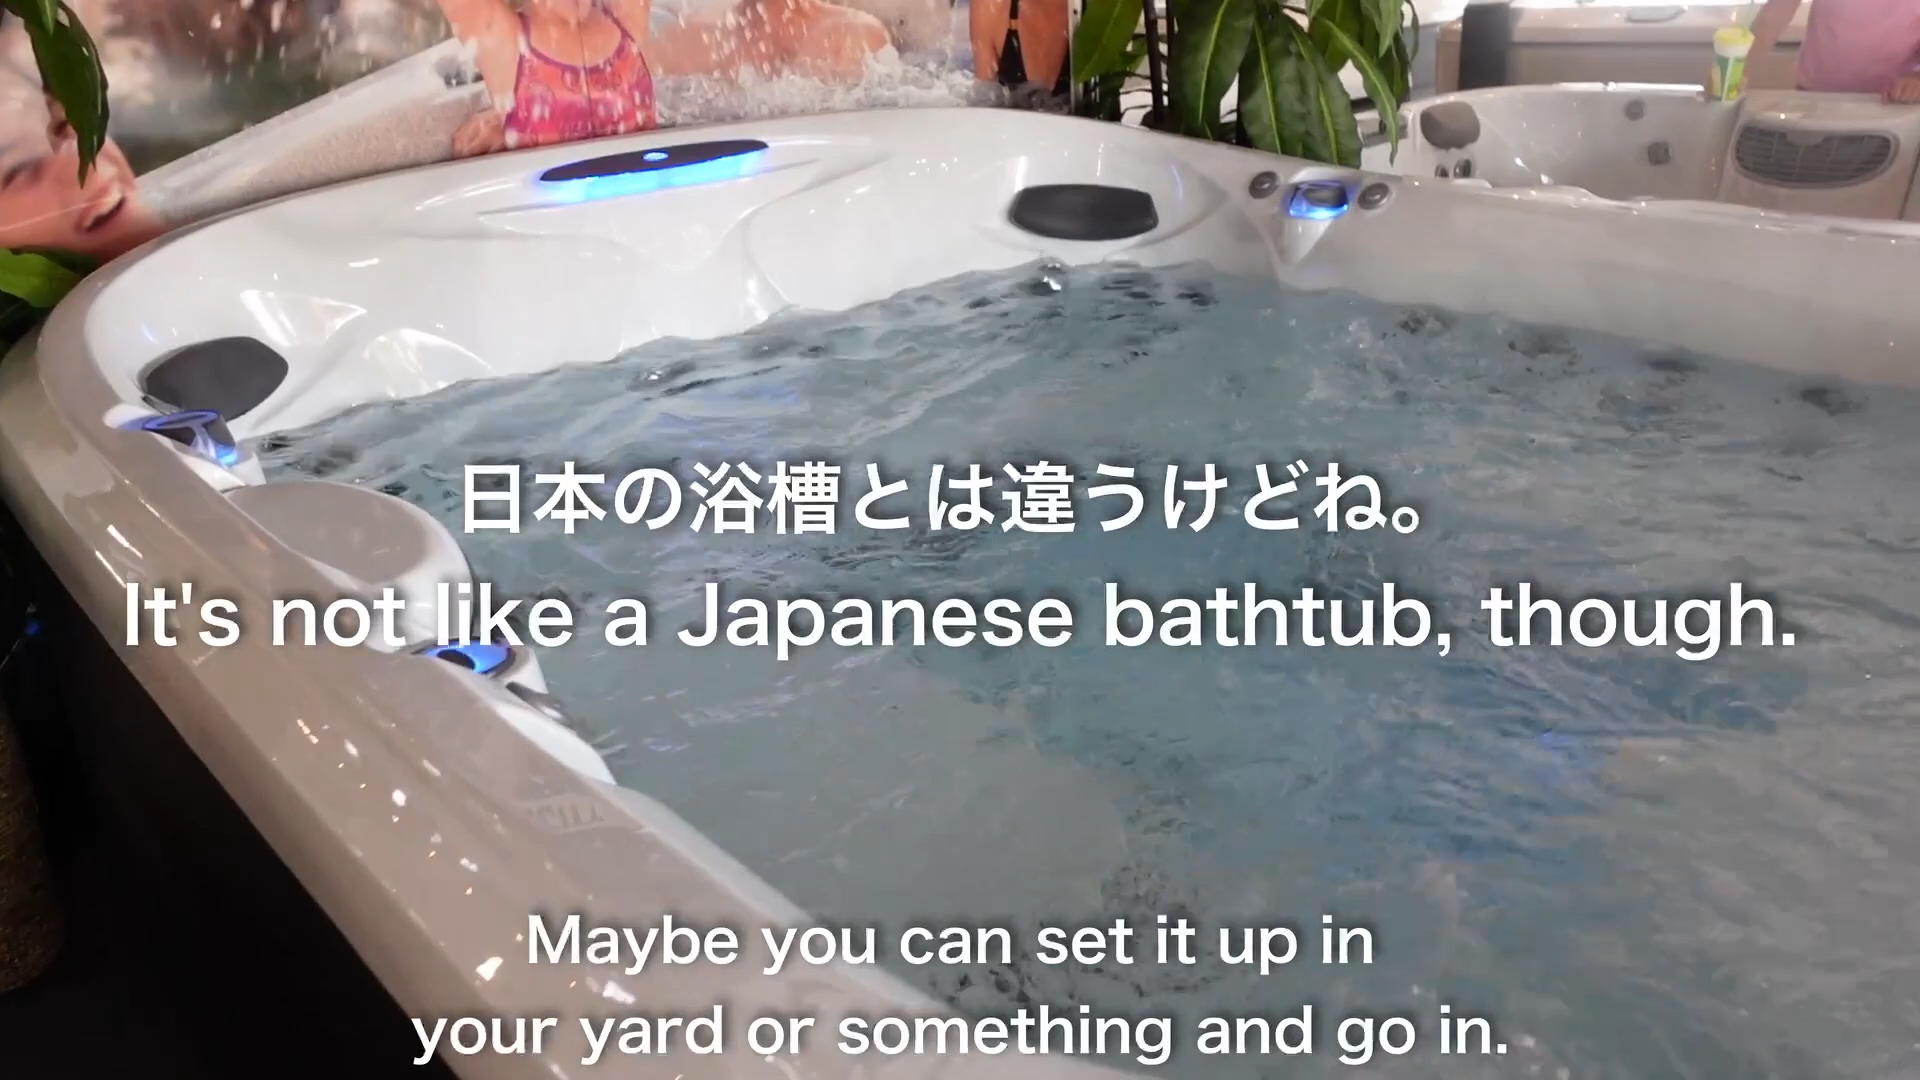 日本の浴槽とは違うけどね。
It's not like a Japanese bathtub, though.
Maybe you can set it up in
your yard or something and go in.